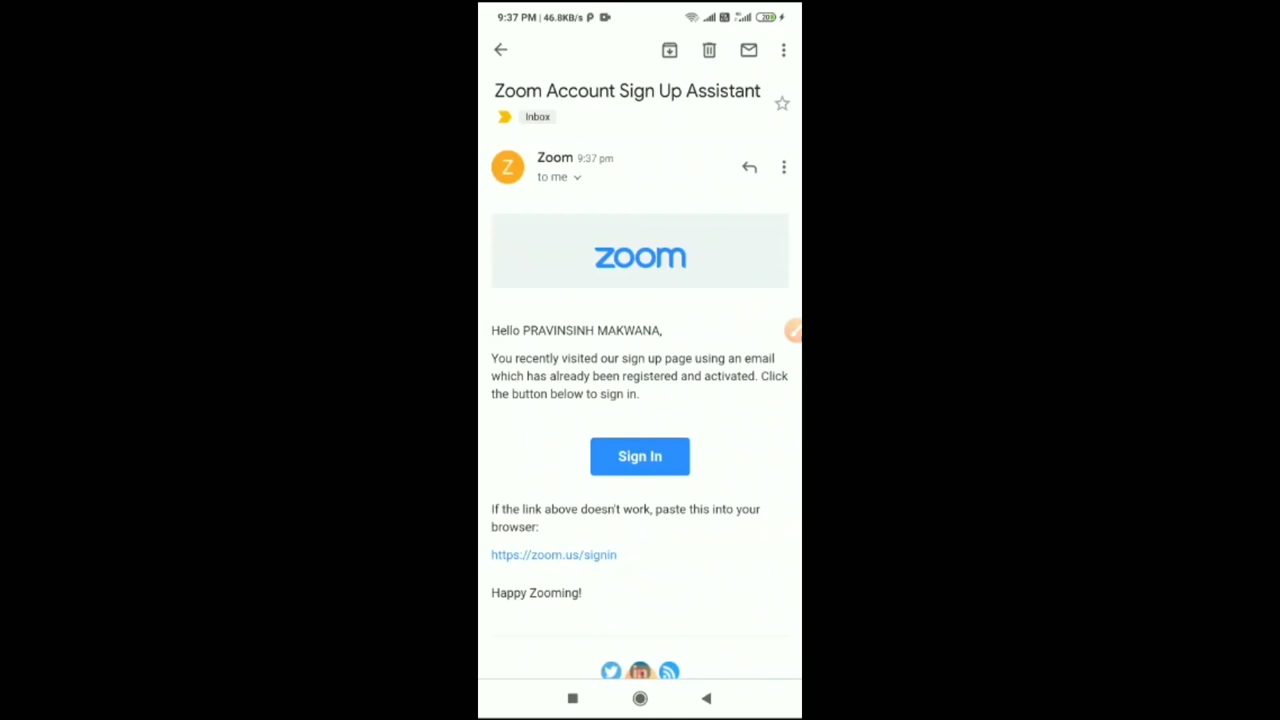 9:37 PM | 46.8KB/s
Zoom Account Sign Up Assistant
Inbox
Z
Zoom 9:37 pm
to me
zoom
Hello PRAVINSINH MAKWANA,
You recently visited our sign up page using an email
which has already been registered and activated. Click
the button below to sign in.
Sign In
If the link above doesn't work, paste this into your
browser:
https://zoom.us/signin
Happy Zooming!